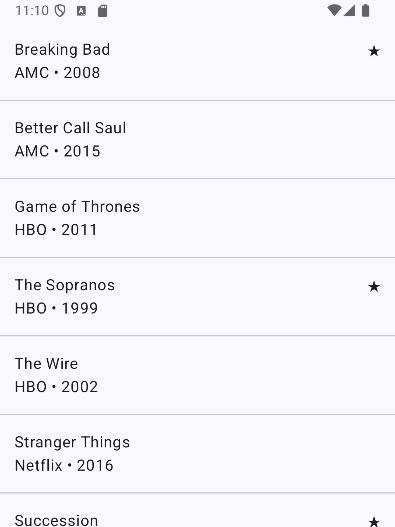 11:10
Breaking Bad
AMC • 2008
Better Call Saul
AMC • 2015
Game of Thrones
HBO • 2011
The Sopranos
HBO • 1999
The Wire
HBO • 2002
Stranger Things
Netflix • 2016
Succession